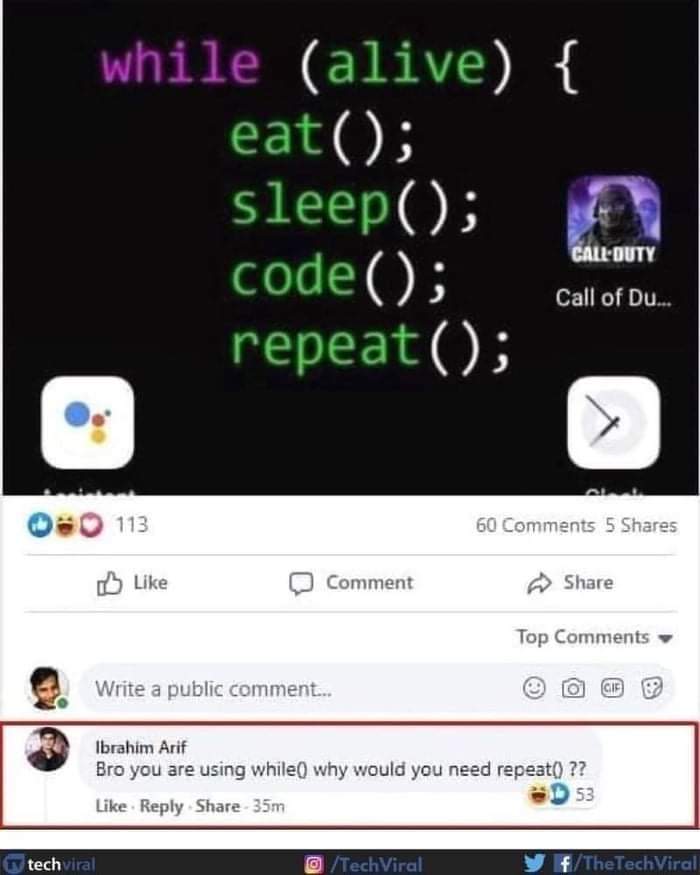 while (alive) {
eat();
sleep();
code();
repeat();
CALL·DUTY
Call of Du...
113
60 Comments 5 Shares
Like Comment Share
Top Comments
Write a public comment...
GIF
Ibrahim Arif
Bro you are using while() why would you need repeat() ??
53
Like · Reply · Share · 35m
techviral /TechViral /TheTechViral